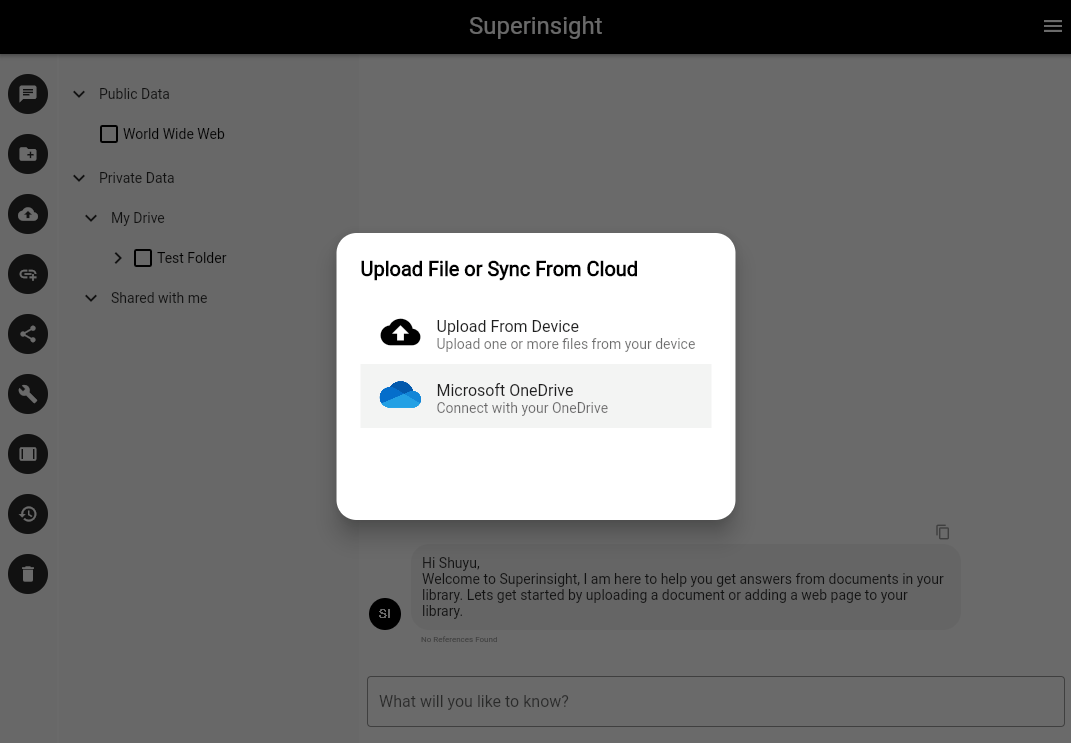 Superinsight
Public Data
World Wide Web
Private Data
My Drive
Test Folder
Shared with me
Upload File or Sync From Cloud
Upload From Device
Upload one or more files from your device
Microsoft OneDrive
Connect with your OneDrive
Hi Shuyu,
Welcome to Superinsight, I am here to help you get answers from documents in your
library. Lets get started by uploading a document or adding a web page to your
library.
SI
No References Found
What will you like to know?